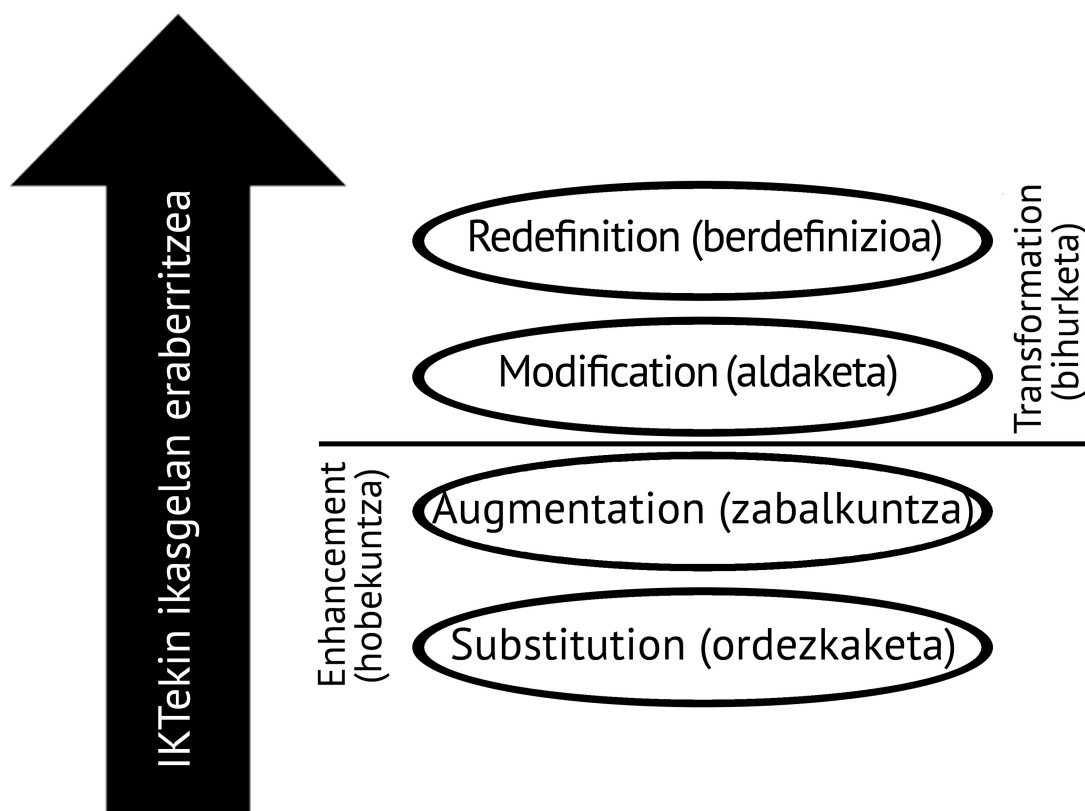 IKTekin ikasgelan eraberritzea
Redefinition (berdefinizioa)
Modification (aldaketa)
Transformation
(bihurketa)
Augmentation (zabalkuntza)
Substitution (ordezkaketa)
Enhancement
(hobekuntza)